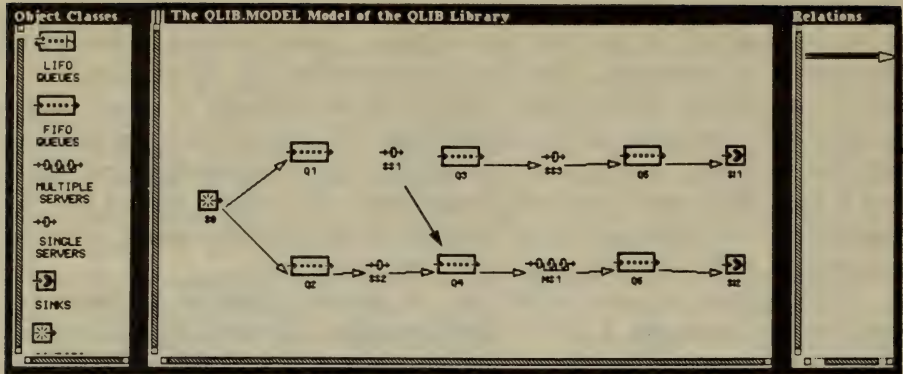 Object Classes
LIFO
QUEUES
FIFO
QUEUES
MULTIPLE
SERVERS
SINGLE
SERVERS
SINKS
The QLIB.MODEL Model of the QLIB Library
Q1
SS1
Q3
SS3
Q5
SI1
S0
Q2
SS2
Q4
MS1
Q6
SI2
Relations